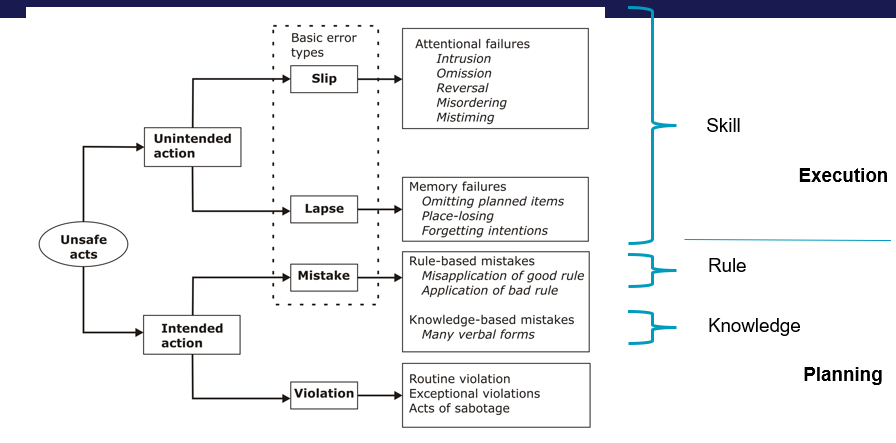 Basic error
types
Slip
Attentional failures
Intrusion
Omission
Reversal
Misordering
Mistiming
Skill
Unintended
action
Execution
Lapse
Memory failures
Omitting planned items
Place-losing
Forgetting intentions
Unsafe
acts
Mistake
Rule-based mistakes
Misapplication of good rule
Application of bad rule
Rule
Knowledge-based mistakes
Many verbal forms
Knowledge
Intended
action
Planning
Violation
Routine violation
Exceptional violations
Acts of sabotage